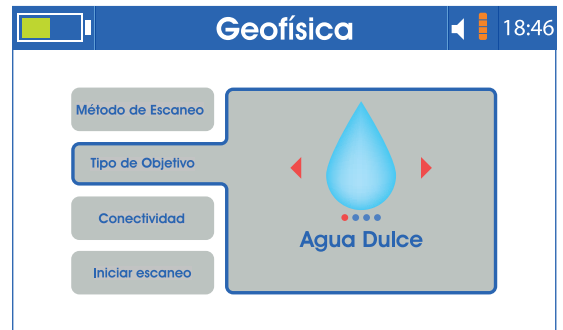 Geofísica
18:46
Método de Escaneo
Tipo de Objetivo
Conectividad
Iniciar escaneo
Agua Dulce